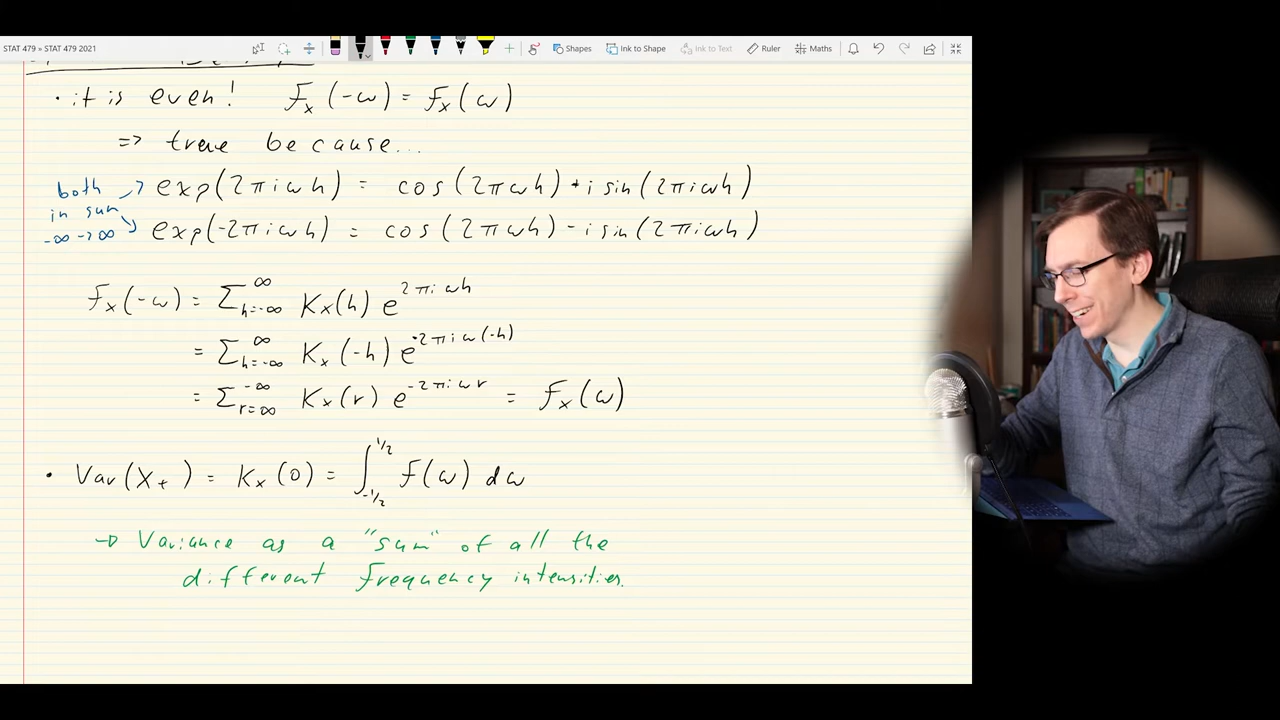 STAT 479 » STAT 479 2021
Shapes Ink to Shape Ink to Text Ruler Maths
• it is even! f_x(-ω) = f_x(ω)
=> true because...
both in sum -∞ -> ∞
exp(2πiωh) = cos(2πωh) + i sin(2πiωh)
exp(-2πiωh) = cos(2πωh) - i sin(2πiωh)
f_x(-ω) = Σ_{h=-∞}^{∞} K_x(h) e^{2πiωh}
= Σ_{h=-∞}^{∞} K_x(-h) e^{-2πiω(-h)}
= Σ_{r=∞}^{-∞} K_x(r) e^{-2πiωr} = f_x(ω)
• Var(X_t) = K_x(0) = ∫_{-1/2}^{1/2} f(ω) dω
→ Variance as a "sum" of all the
different frequency intensities.